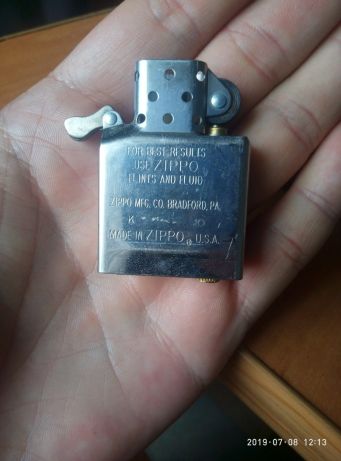 FOR BEST RESULTS
USE ZIPPO
FLINTS AND FLUID
ZIPPO MFG. CO. BRADFORD, PA.
K 10
MADE IN ZIPPO® U.S.A.
2019-07-08 12:13